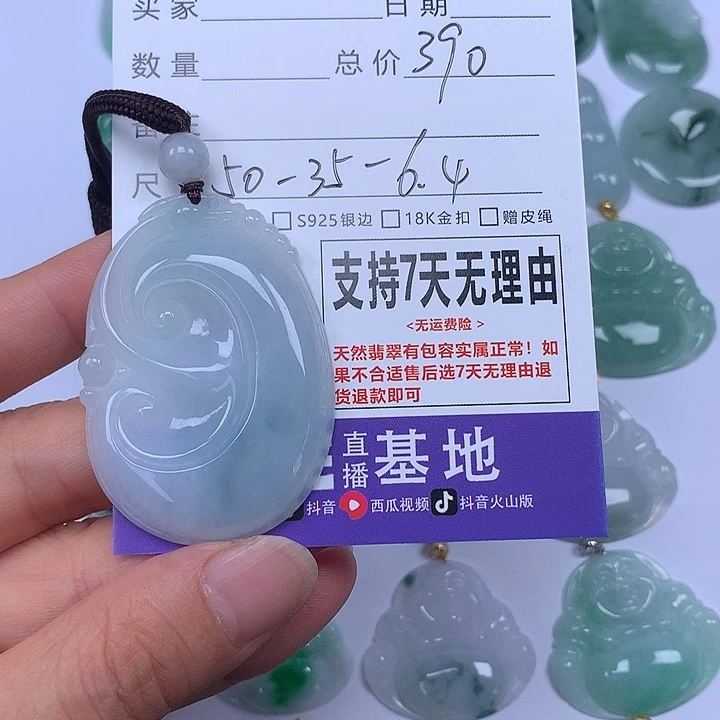 买家 日期
数量 总价 390
备注
尺 50-35-6.4
S925银边 18K金扣 赠皮绳
支持7天无理由
<无运费险>
天然翡翠有包容实属正常！如
果不合适售后选7天无理由退
货退款即可
直播基地
抖音 西瓜视频 抖音火山版